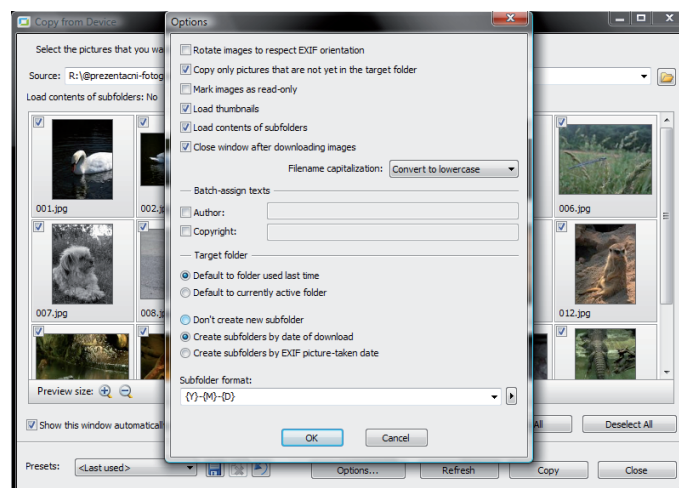 Copy from Device
Options
Select the pictures that you wa
Source: R:\@prezentacni-fotog
Load contents of subfolders: No
Rotate images to respect EXIF orientation
Copy only pictures that are not yet in the target folder
Mark images as read-only
Load thumbnails
Load contents of subfolders
Close window after downloading images
Filename capitalization: Convert to lowercase
Batch-assign texts
Author:
Copyright:
Target folder
Default to folder used last time
Default to currently active folder
Don't create new subfolder
Create subfolders by date of download
Create subfolders by EXIF picture-taken date
Subfolder format:
{Y}-{M}-{D}
OK Cancel
001.jpg 002.j 006.jpg
007.jpg 008.j 012.jpg
Preview size:
Show this window automaticall
All Deselect All
Presets: <Last used> Options... Refresh Copy Close